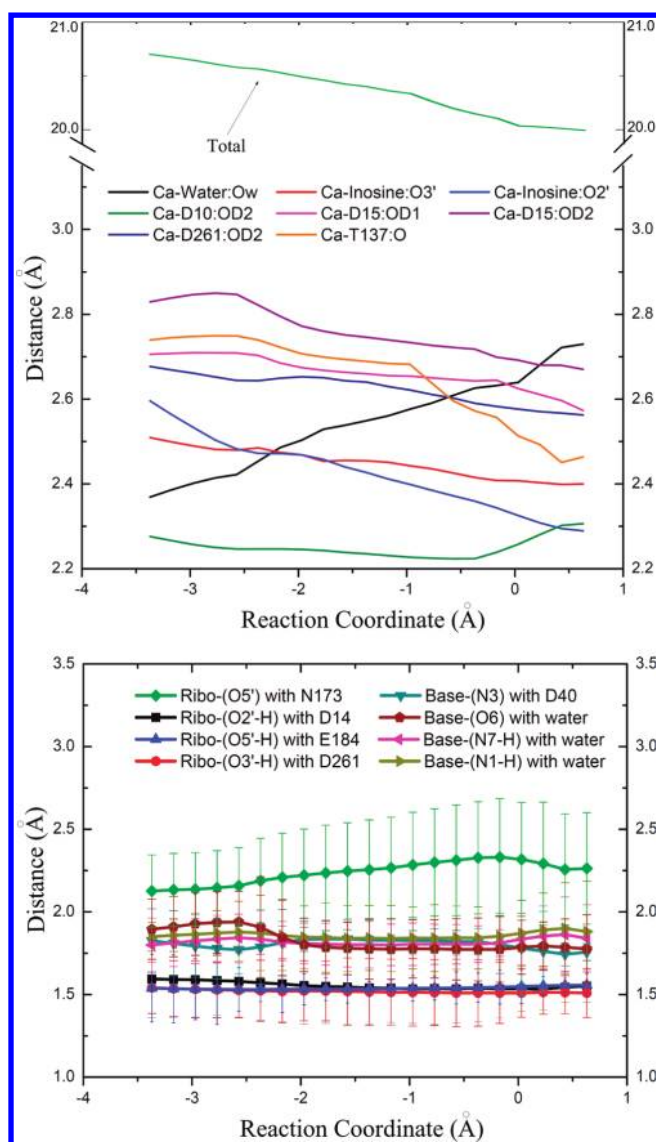 21.0 21.0
Total
20.0 20.0
Ca-Water:Ow Ca-Inosine:O3' Ca-Inosine:O2'
Ca-D10:OD2 Ca-D15:OD1 Ca-D15:OD2
Ca-D261:OD2 Ca-T137:O
3.0 3.0
2.8 2.8
2.6 2.6
2.4 2.4
2.2 2.2
Distance (Å)
-4 -3 -2 -1 0 1
Reaction Coordinate (Å)
3.5 3.5
Ribo-(O5') with N173 Base-(N3) with D40
Ribo-(O2'-H) with D14 Base-(O6) with water
Ribo-(O5'-H) with E184 Base-(N7-H) with water
Ribo-(O3'-H) with D261 Base-(N1-H) with water
3.0 3.0
2.5 2.5
2.0 2.0
1.5 1.5
1.0 1.0
Distance (Å)
-4 -3 -2 -1 0 1
Reaction Coordinate (Å)